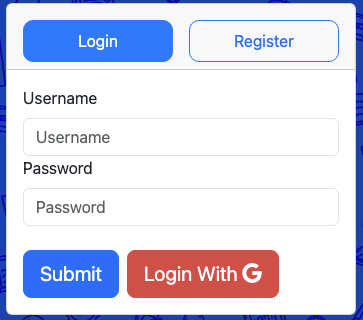 Login Register
Username
Username
Password
Password
Submit Login With G